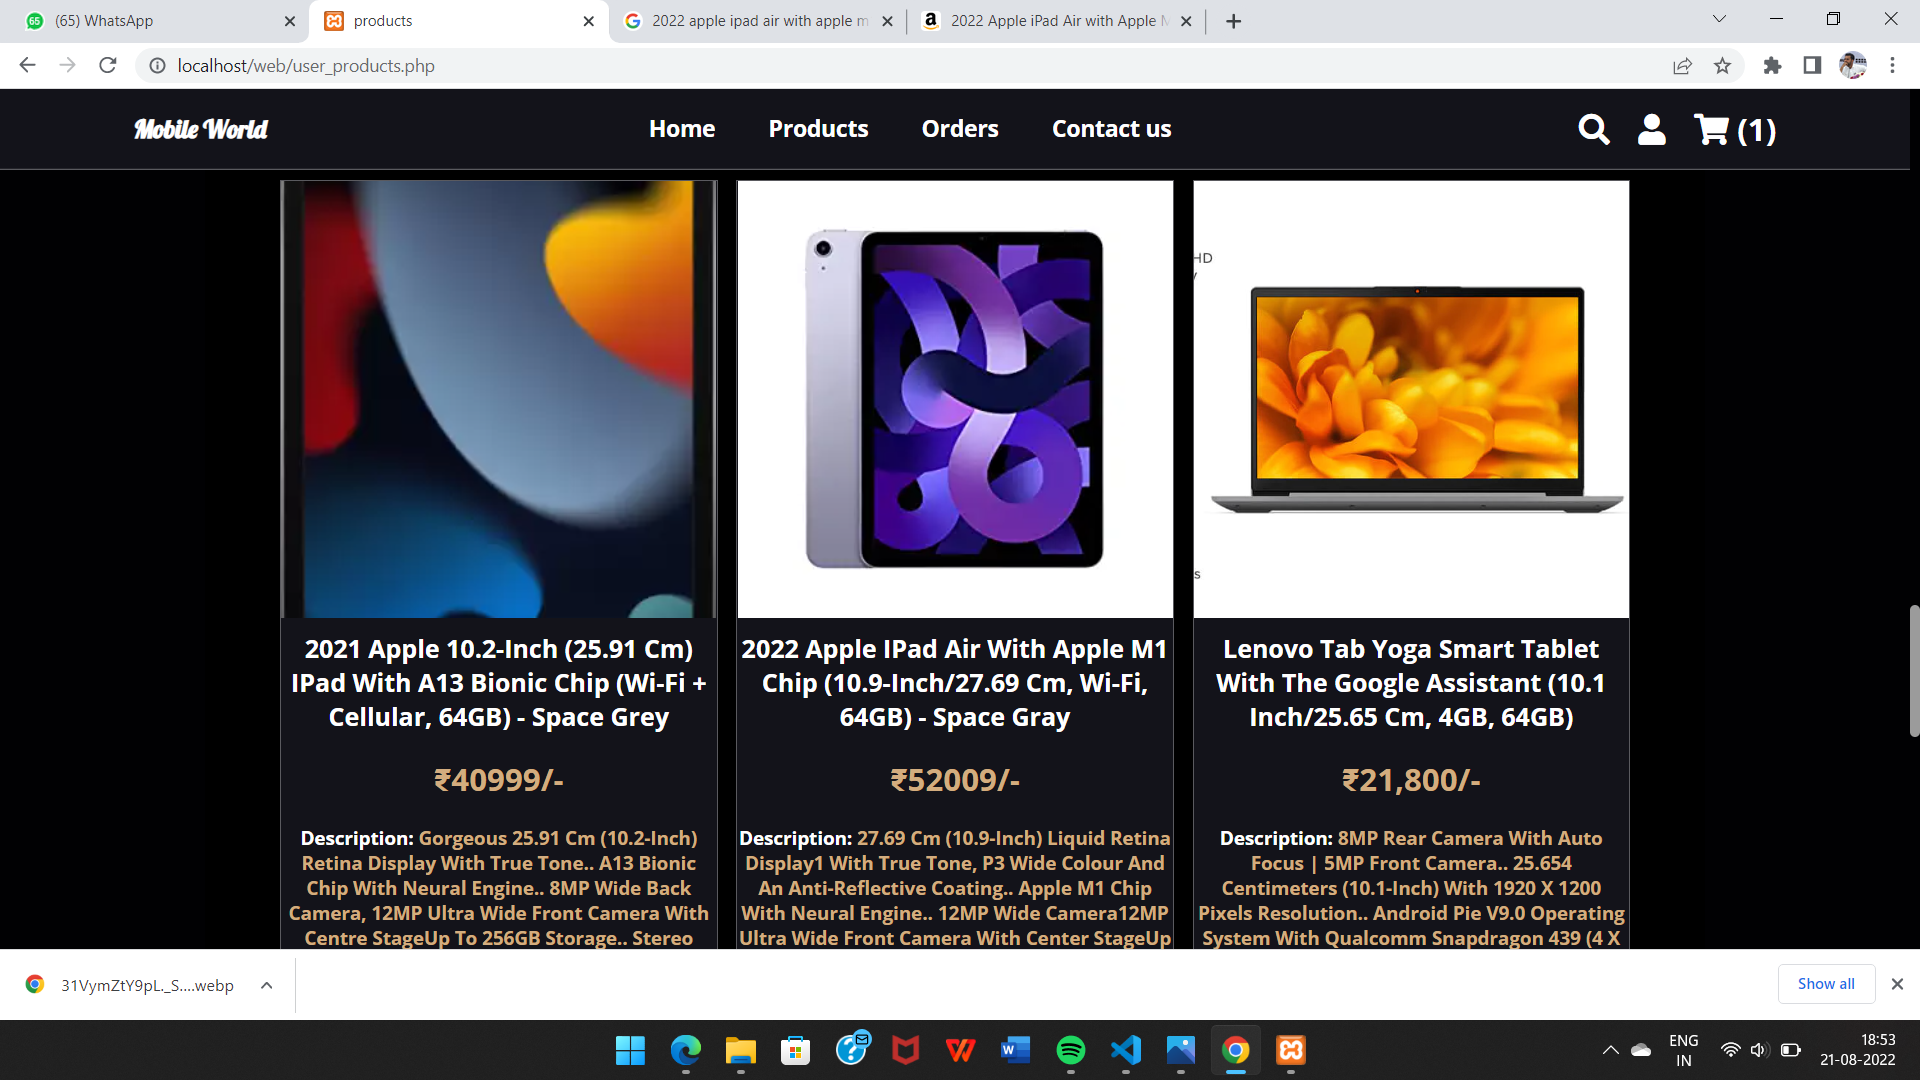 65
(65) WhatsApp
products
2022 apple ipad air with apple m
2022 Apple iPad Air with Apple M
localhost/web/user_products.php
Mobile World
Home
Products
Orders
Contact us
(1)
HD
y
s
2021 Apple 10.2-Inch (25.91 Cm)
IPad With A13 Bionic Chip (Wi-Fi +
Cellular, 64GB) - Space Grey
₹40999/-
Description: Gorgeous 25.91 Cm (10.2-Inch)
Retina Display With True Tone.. A13 Bionic
Chip With Neural Engine.. 8MP Wide Back
Camera, 12MP Ultra Wide Front Camera With
Centre StageUp To 256GB Storage.. Stereo
2022 Apple IPad Air With Apple M1
Chip (10.9-Inch/27.69 Cm, Wi-Fi,
64GB) - Space Gray
₹52009/-
Description: 27.69 Cm (10.9-Inch) Liquid Retina
Display1 With True Tone, P3 Wide Colour And
An Anti-Reflective Coating.. Apple M1 Chip
With Neural Engine.. 12MP Wide Camera12MP
Ultra Wide Front Camera With Center StageUp
Lenovo Tab Yoga Smart Tablet
With The Google Assistant (10.1
Inch/25.65 Cm, 4GB, 64GB)
₹21,800/-
Description: 8MP Rear Camera With Auto
Focus | 5MP Front Camera.. 25.654
Centimeters (10.1-Inch) With 1920 X 1200
Pixels Resolution.. Android Pie V9.0 Operating
System With Qualcomm Snapdragon 439 (4 X
31VymZtY9pL._S....webp
Show all
ENG
IN
18:53
21-08-2022